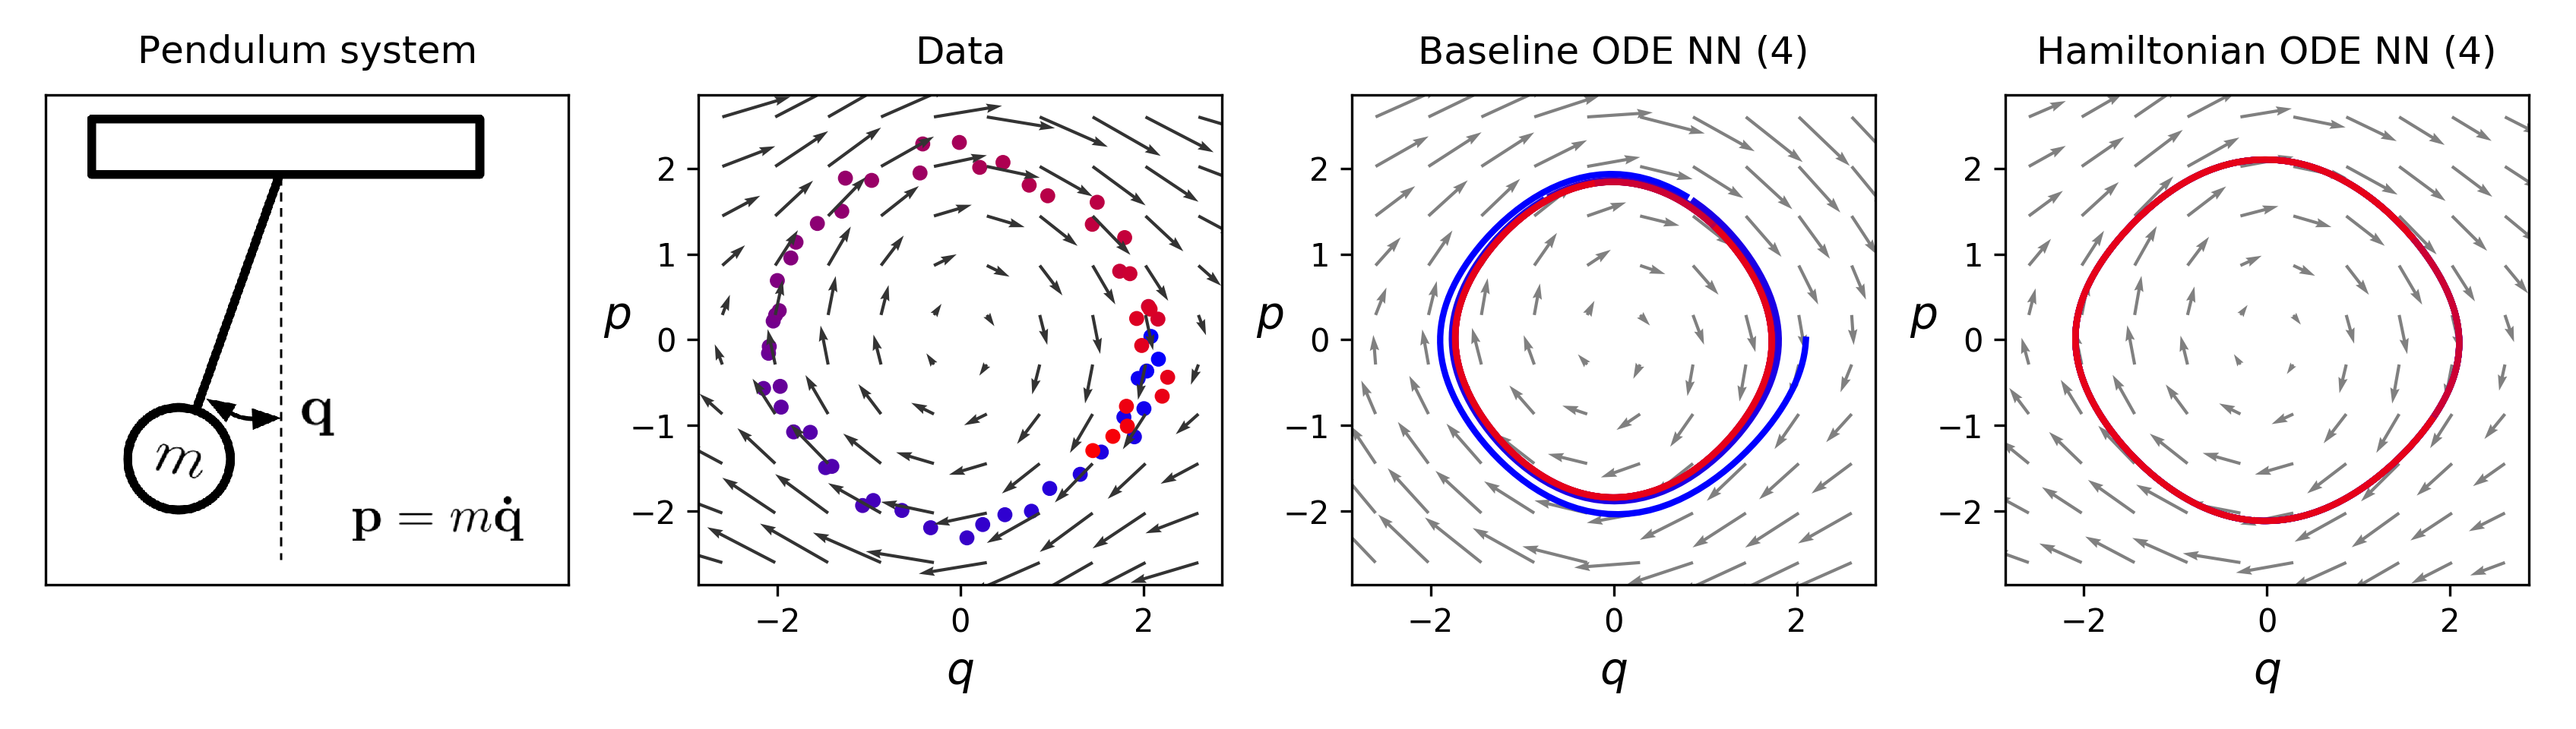 Pendulum system
m
q
p = mq̇
Data
p
2
1
0
−1
−2
−2 0 2
q
Baseline ODE NN (4)
p
2
1
0
−1
−2
−2 0 2
q
Hamiltonian ODE NN (4)
p
2
1
0
−1
−2
−2 0 2
q